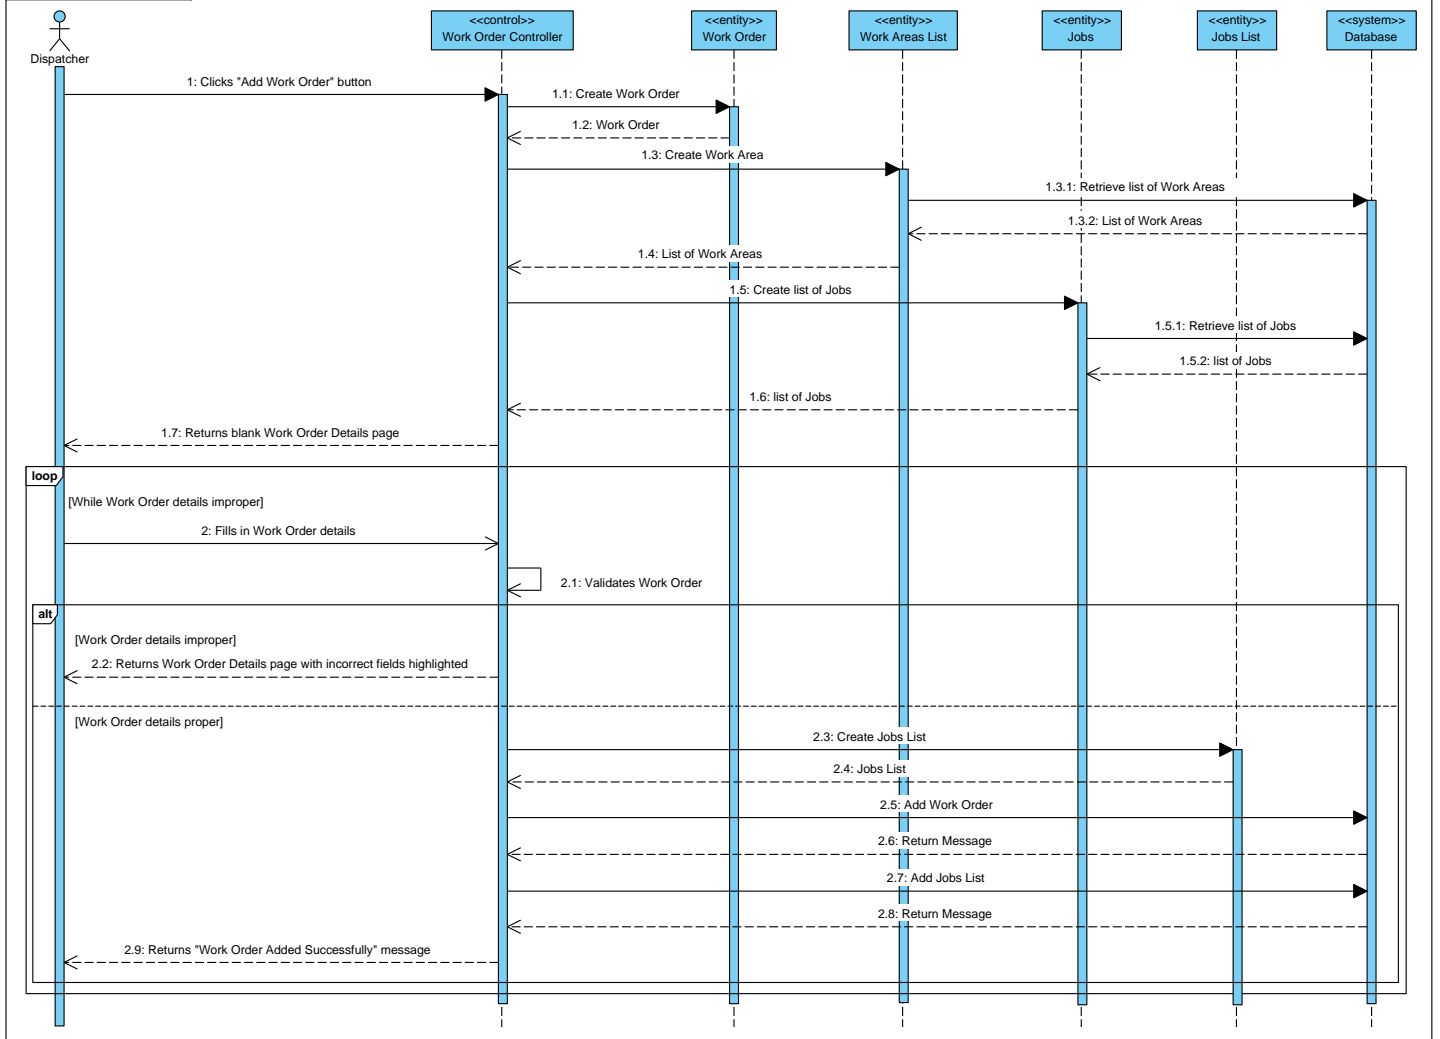 <<control>>
Work Order Controller
<<entity>>
Work Order
<<entity>>
Work Areas List
<<entity>>
Jobs
<<entity>>
Jobs List
<<system>>
Database
Dispatcher
1: Clicks "Add Work Order" button
1.1: Create Work Order
1.2: Work Order
1.3: Create Work Area
1.3.1: Retrieve list of Work Areas
1.3.2: List of Work Areas
1.4: List of Work Areas
1.5: Create list of Jobs
1.5.1: Retrieve list of Jobs
1.5.2: list of Jobs
1.6: list of Jobs
1.7: Returns blank Work Order Details page
loop
[While Work Order details improper]
2: Fills in Work Order details
2.1: Validates Work Order
alt
[Work Order details improper]
2.2: Returns Work Order Details page with incorrect fields highlighted
[Work Order details proper]
2.3: Create Jobs List
2.4: Jobs List
2.5: Add Work Order
2.6: Return Message
2.7: Add Jobs List
2.8: Return Message
2.9: Returns "Work Order Added Successfully" message